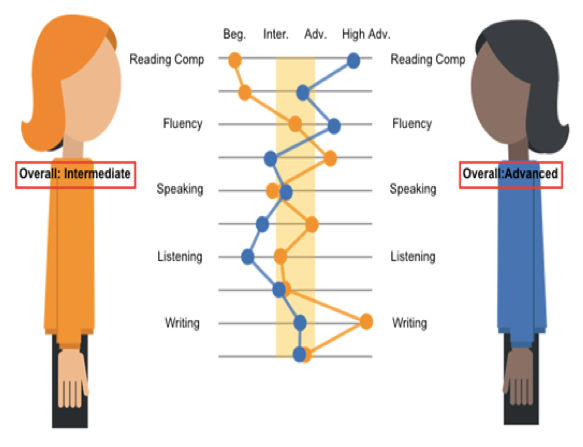 Beg. Inter. Adv. High Adv.
Reading Comp Reading Comp
Fluency Fluency
Overall: Intermediate Overall:Advanced
Speaking Speaking
Listening Listening
Writing Writing